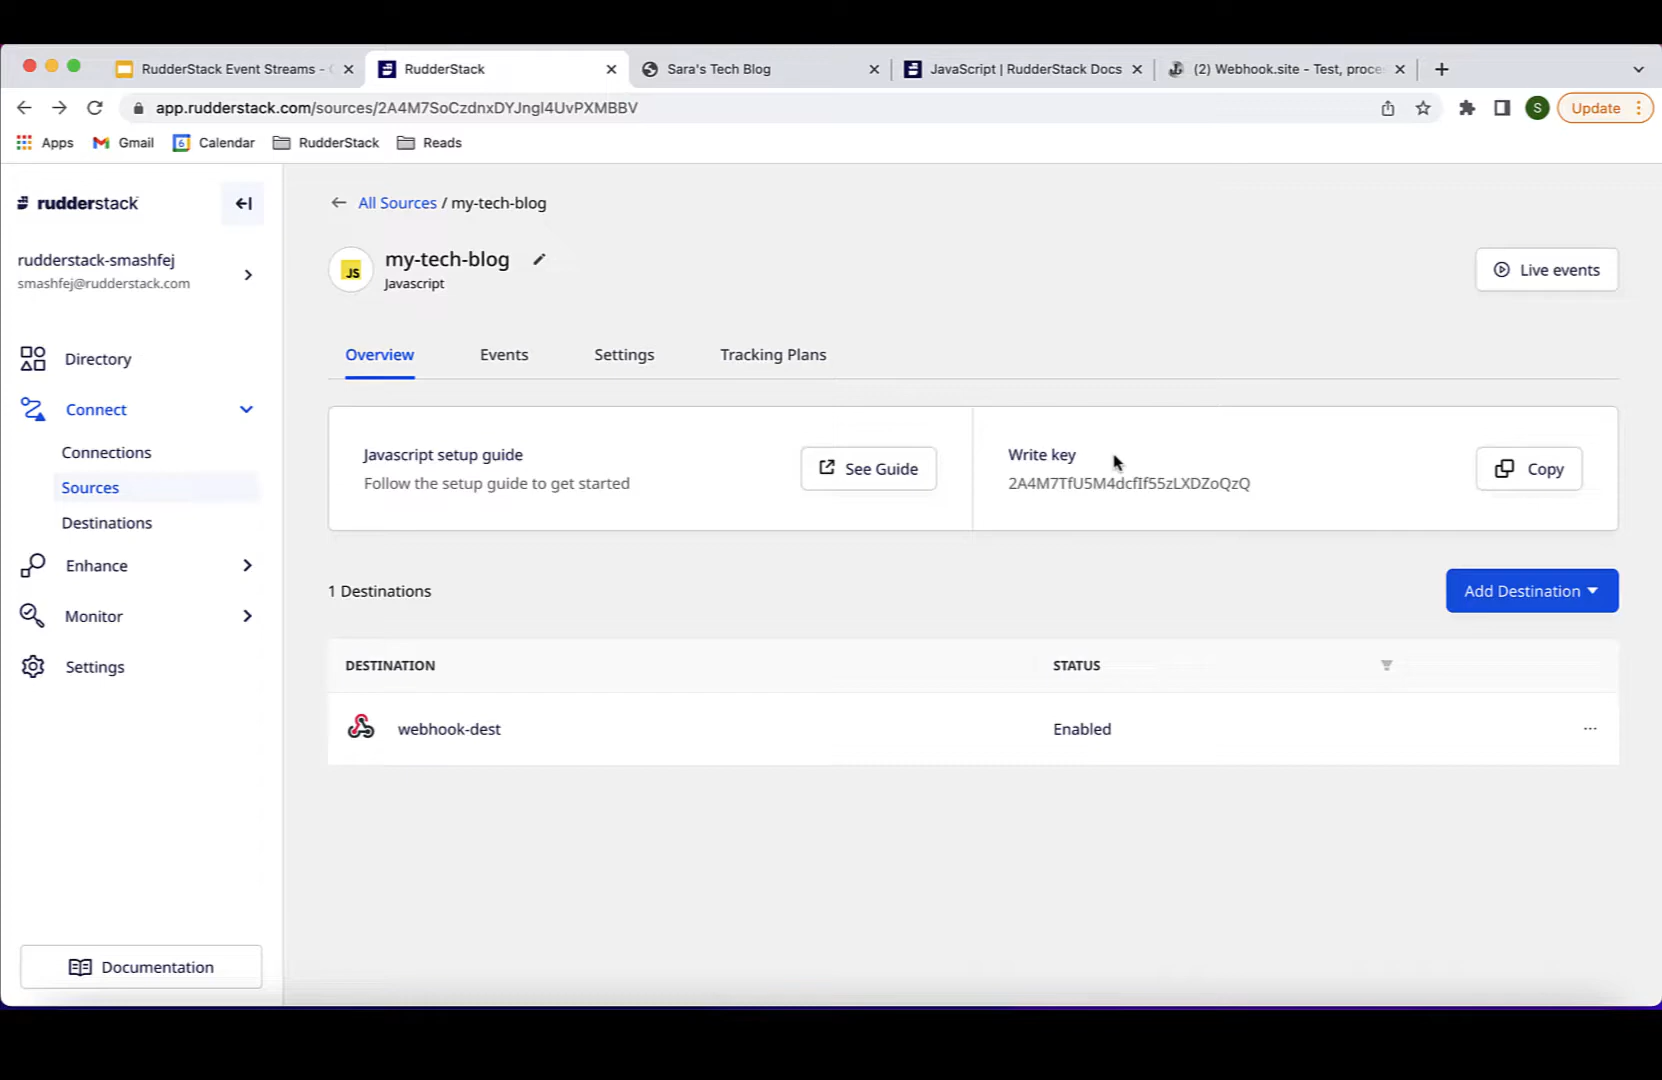 RudderStack Event Streams -
RudderStack
Sara's Tech Blog
JavaScript | RudderStack Docs
(2) Webhook.site - Test, proce
app.rudderstack.com/sources/2A4M7SoCzdnxDYJngl4UvPXMBBV
S
Update
Apps
Gmail
6
Calendar
RudderStack
Reads
rudderstack
rudderstack-smashfej
smashfej@rudderstack.com
Directory
Connect
Connections
Sources
Destinations
Enhance
Monitor
Settings
Documentation
All Sources / my-tech-blog
JS
my-tech-blog
Javascript
Live events
Overview
Events
Settings
Tracking Plans
Javascript setup guide
Follow the setup guide to get started
See Guide
Write key
2A4M7TfU5M4dcfIf55zLXDZoQzQ
Copy
1 Destinations
Add Destination
DESTINATION
STATUS
webhook-dest
Enabled